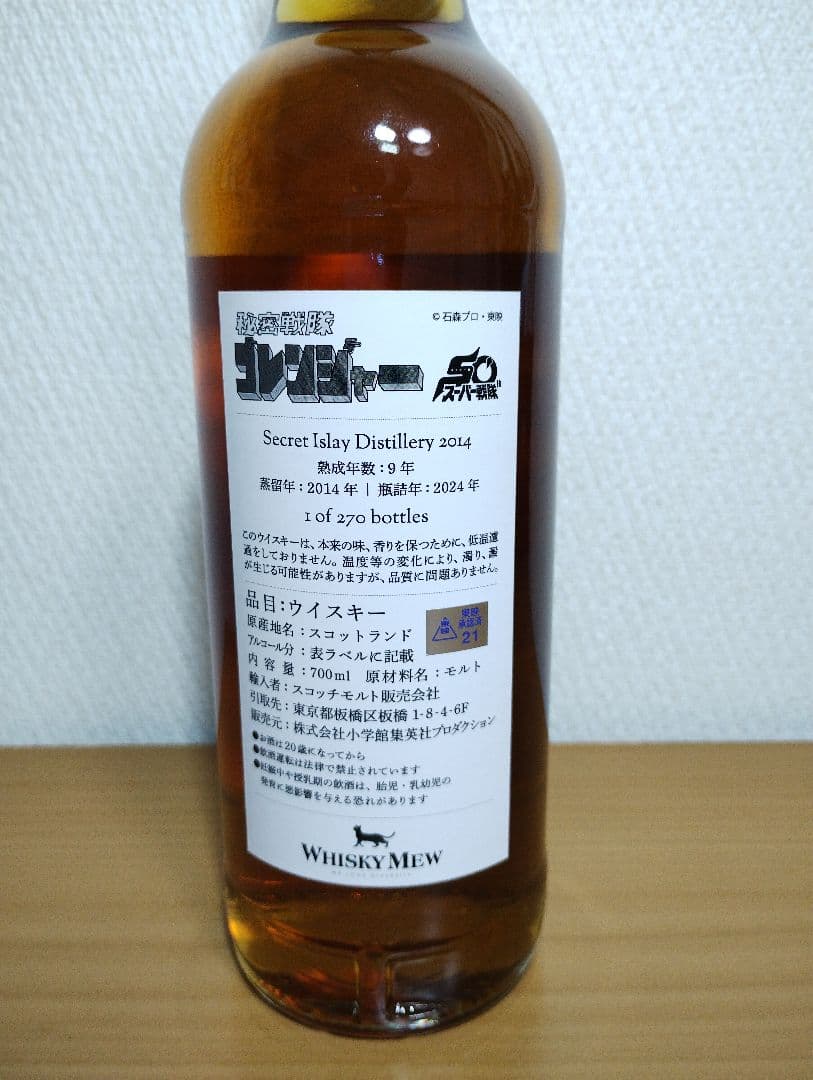 秘密戦隊
ゴレンジャー
© 石森プロ・東映
50
スーパー戦隊
Secret Islay Distillery 2014
熟成年数：9 年
蒸留年：2014 年 | 瓶詰年：2024 年
1 of 270 bottles
このウイスキーは、本来の味、香りを保つために、低温濾
過をしておりません。温度等の変化により、濁り、澱
が生じる可能性がありますが、品質に問題ありません。
品目：ウイスキー
原産地名：スコットランド
アルコール分：表ラベルに記載
内容量：700ml 原材料名：モルト
輸入者：スコッチモルト販売会社
引取先：東京都板橋区板橋 1-8-4-6F
販売元：株式会社小学館集英社プロダクション
東映
東映
承認済
21
●お酒は20歳になってから
●飲酒運転は法律で禁止されています
●妊娠中や授乳期の飲酒は、胎児・乳幼児の
発育に悪影響を与える恐れがあります
WHISKY MEW